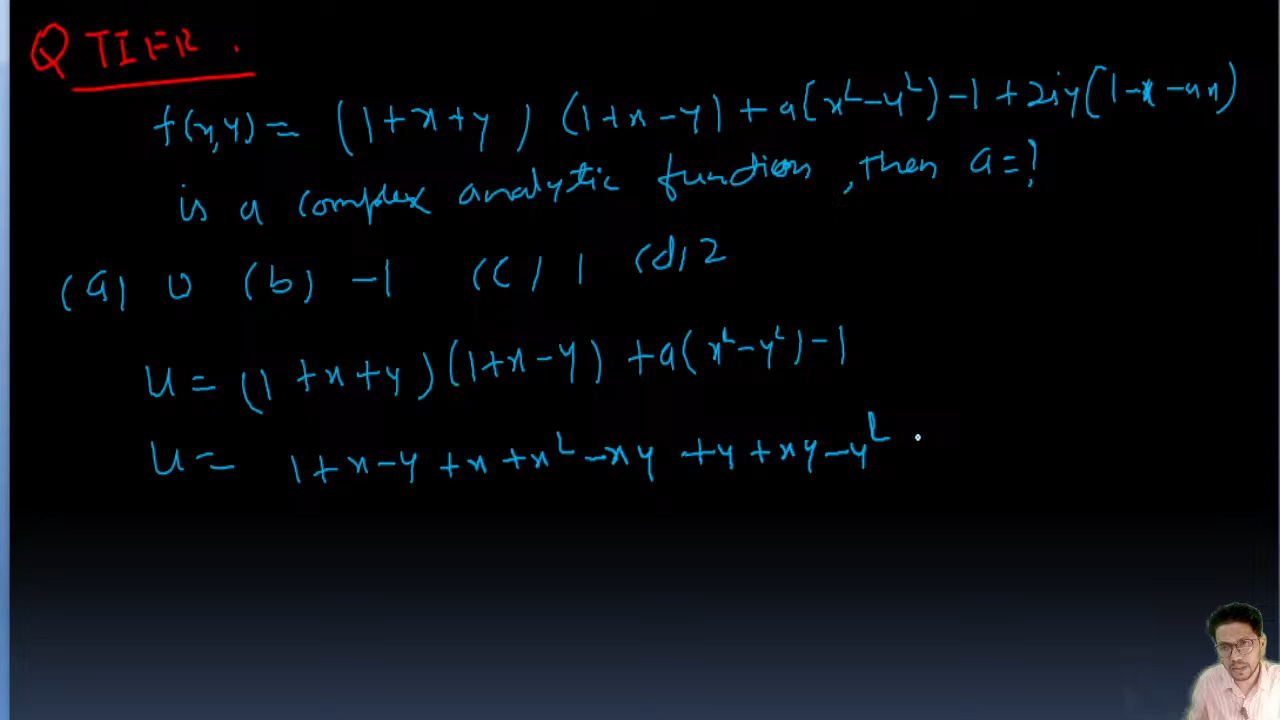 Q TIFR .
f(x,y) = (1+x+y) (1+x-y) + a(x²-y²) -1 + 2iy(1-x-ax)
is a complex analytic function, then a=?
(a) 0 (b) -1 (c) 1 (d) 2
u = (1+x+y)(1+x-y) + a(x²-y²) -1
u = 1+x-y+x+x²-xy+y+xy-y²